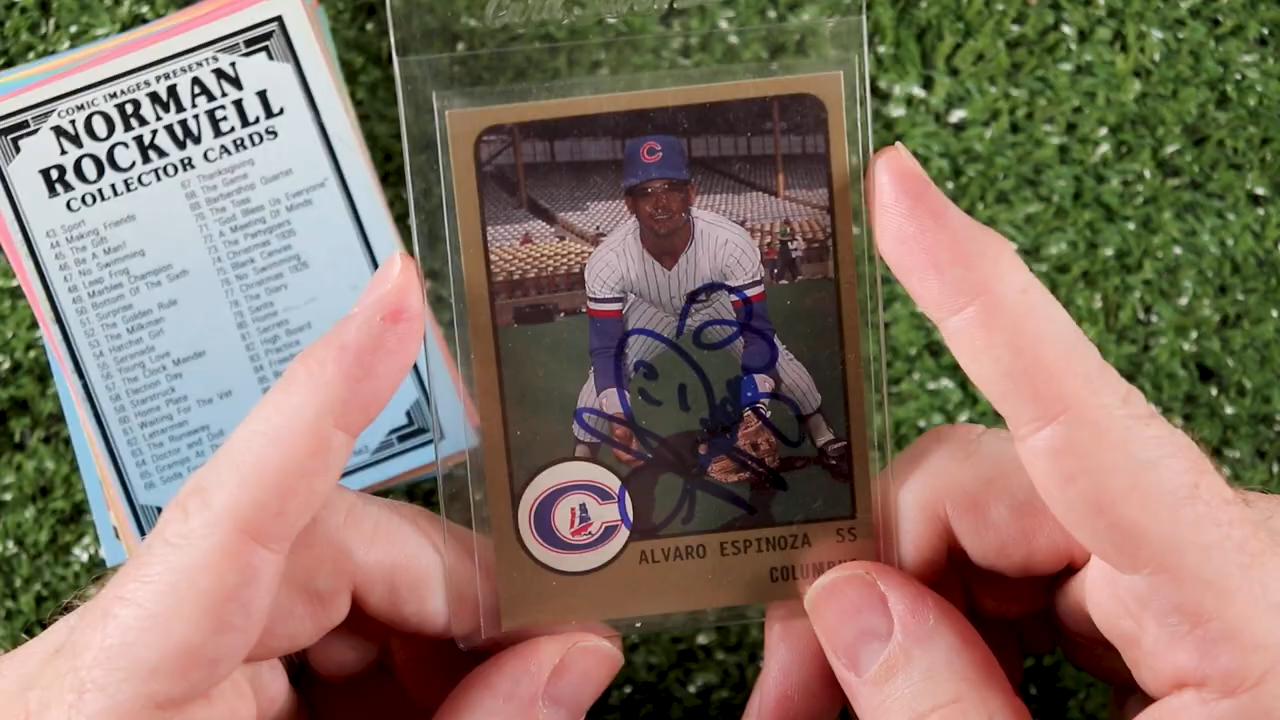 COMIC IMAGES PRESENTS
NORMAN
ROCKWELL
COLLECTOR CARDS
43. Sport
44. Making Friends
45. The Gift
46. Be A Man!
47. No Swimming
48. Leap Frog
49. Marbles Champion
50. Bottom Of The Sixth
51. Surprise
52. The Golden Rule
53. The Milkman
54. Hatcheck Girl
55. Serenade
56. Young Love
57. The Clock Mender
58. Election Day
59. Starstruck
60. Home Plate
61. Waiting For The Vet
62. Letterman
63. The Runaway
64. Doctor and Doll
65. Gramps At
66. Soda
67. Thanksgiving
68. The Game
69. Barbershop Quartet
70. The Toss
71. "God Bless Us Everyone"
72. A Meeting Of Minds
73. The Partygoers
74. Christmas 1935
75. Blank Canvas
76. No Swimming
77. Christmas 1926
78. The Diary
79. Santa
80. Home
81. Secrets
82. High Board
83. Practice
84.
85.
C
C
ALVARO ESPINOZA SS